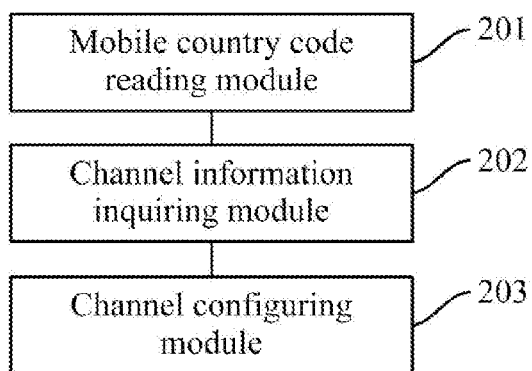 201
Mobile country code
reading module
202
Channel information
inquiring module
203
Channel configuring
module